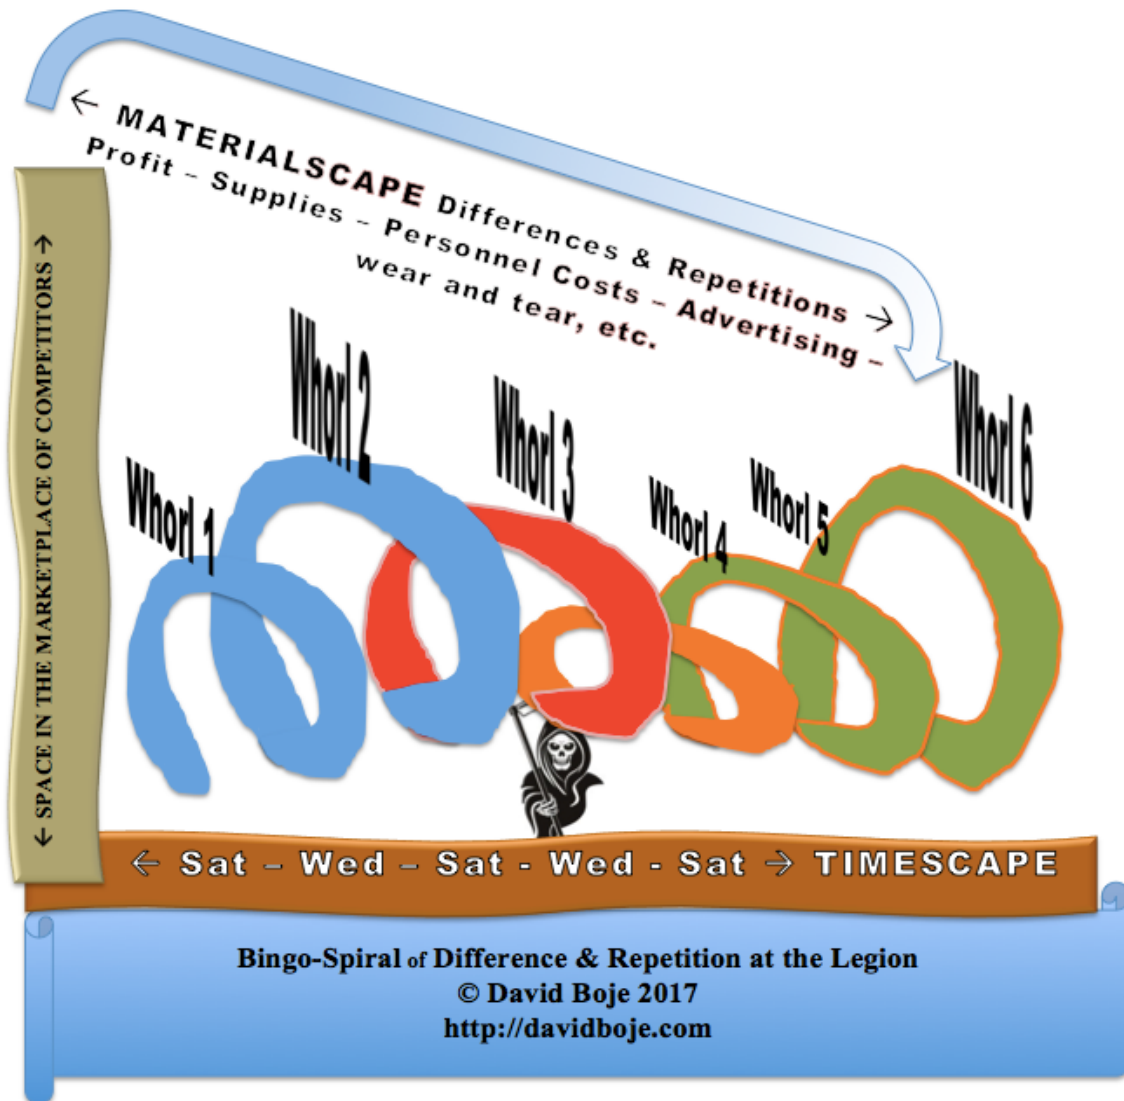 ← MATERIALSCAPE Differences & Repetitions →
Profit – Supplies – Personnel Costs – Advertising –
wear and tear, etc.
← SPACE IN THE MARKETPLACE OF COMPETITORS →
Whorl 1
Whorl 2
Whorl 3
Whorl 4
Whorl 5
Whorl 6
← Sat – Wed – Sat - Wed - Sat → TIMESCAPE
Bingo-Spiral of Difference & Repetition at the Legion
© David Boje 2017
http://davidboje.com